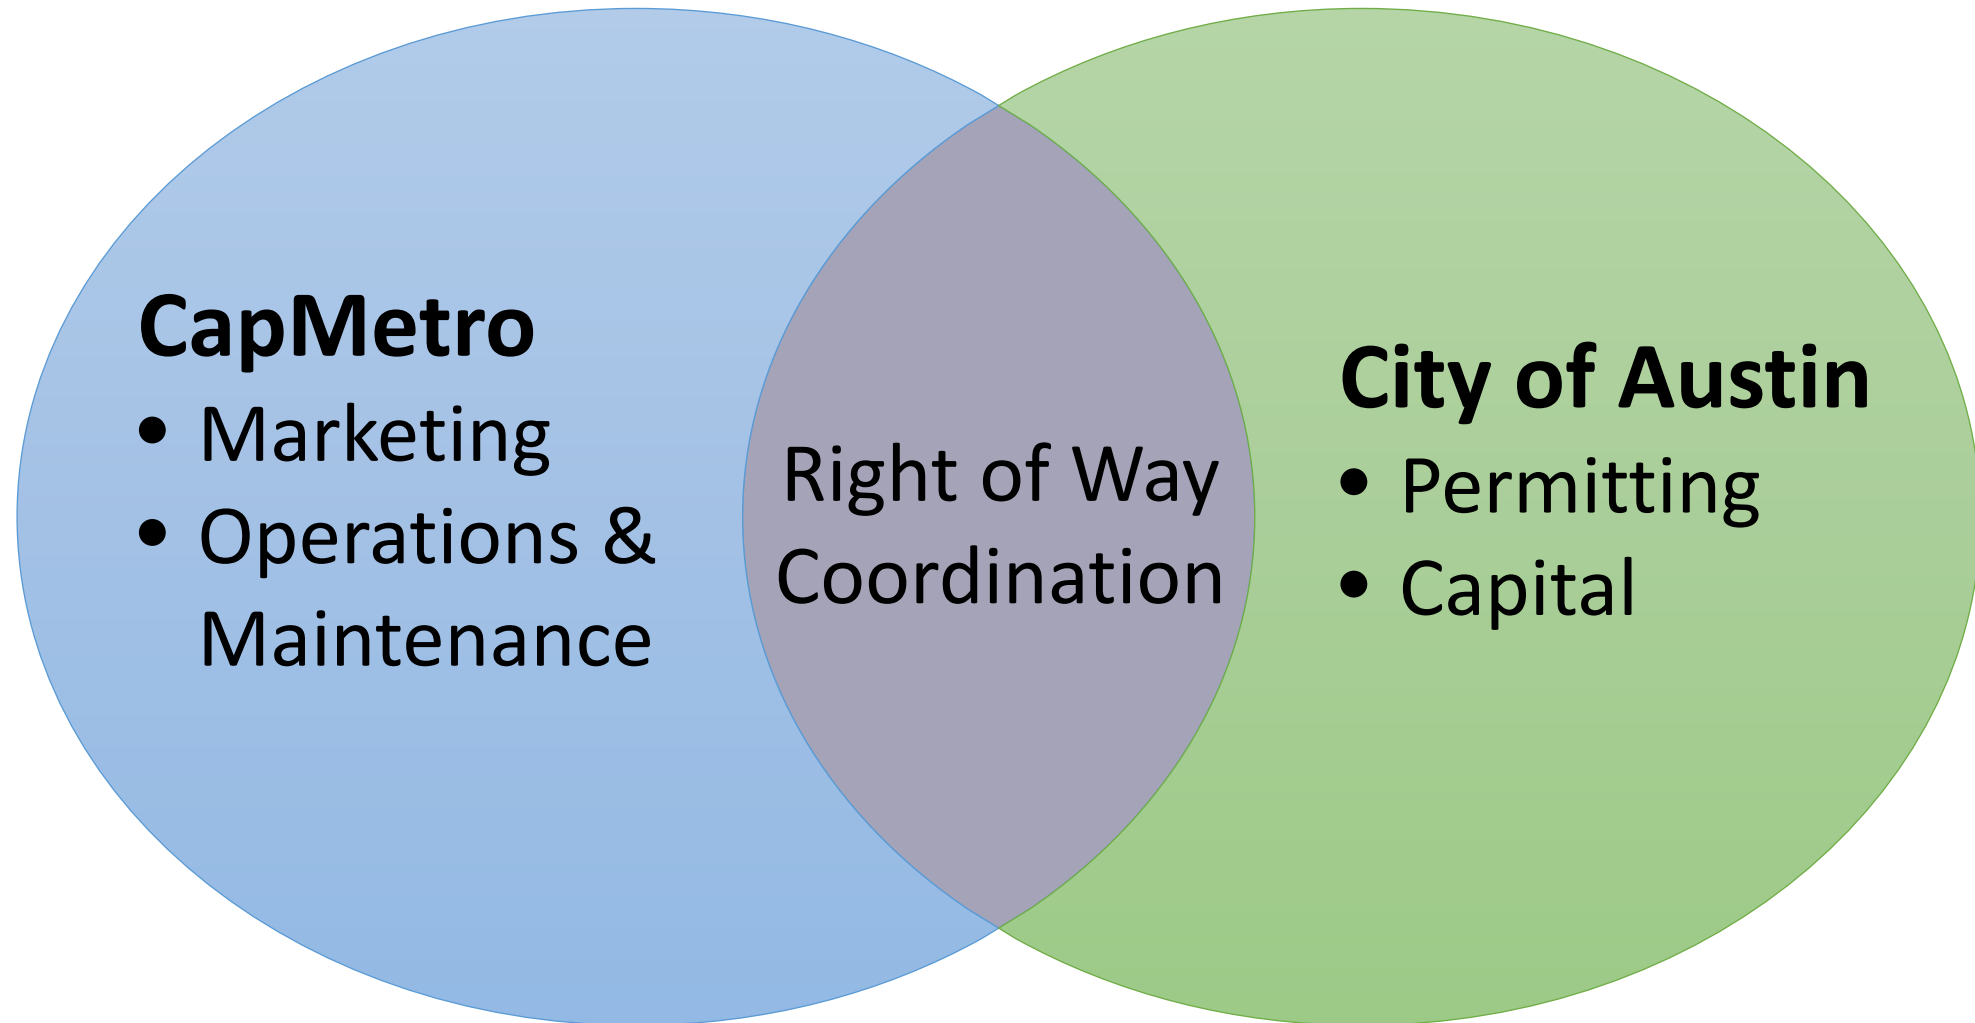 CapMetro
• Marketing
• Operations &
Maintenance
Right of Way
Coordination
City of Austin
• Permitting
• Capital